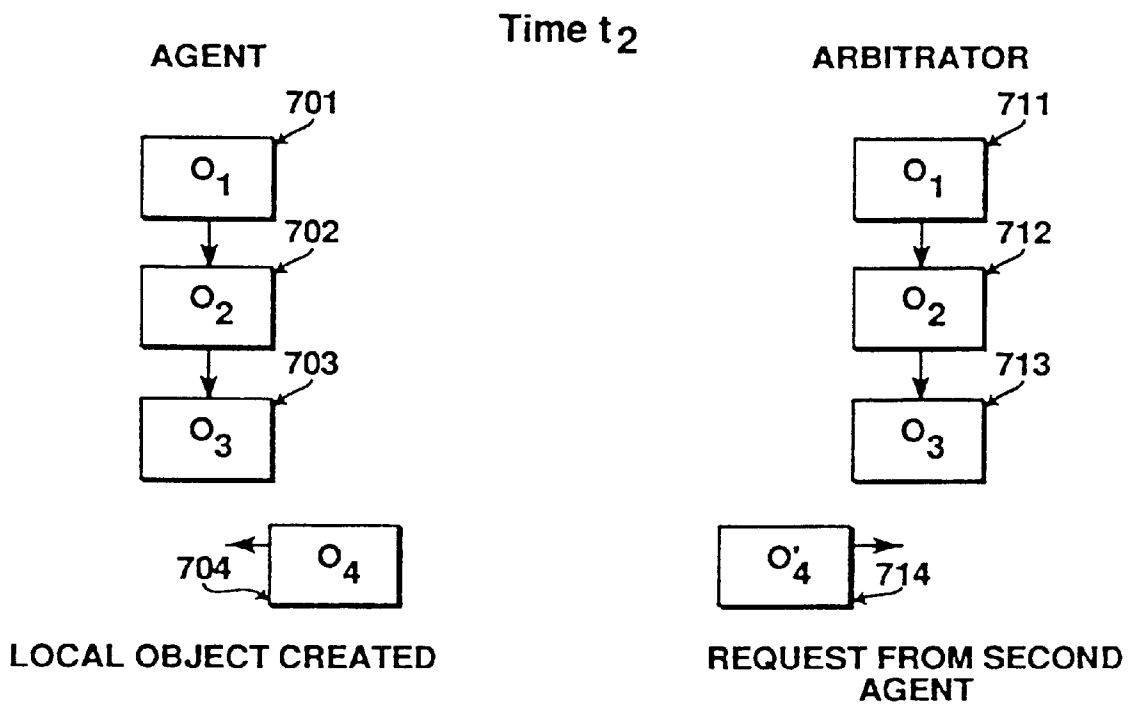 Time t₂
AGENT
ARBITRATOR
701
711
O₁
O₁
702
712
O₂
O₂
703
713
O₃
O₃
704
O₄
O'₄
714
LOCAL OBJECT CREATED
REQUEST FROM SECOND
AGENT